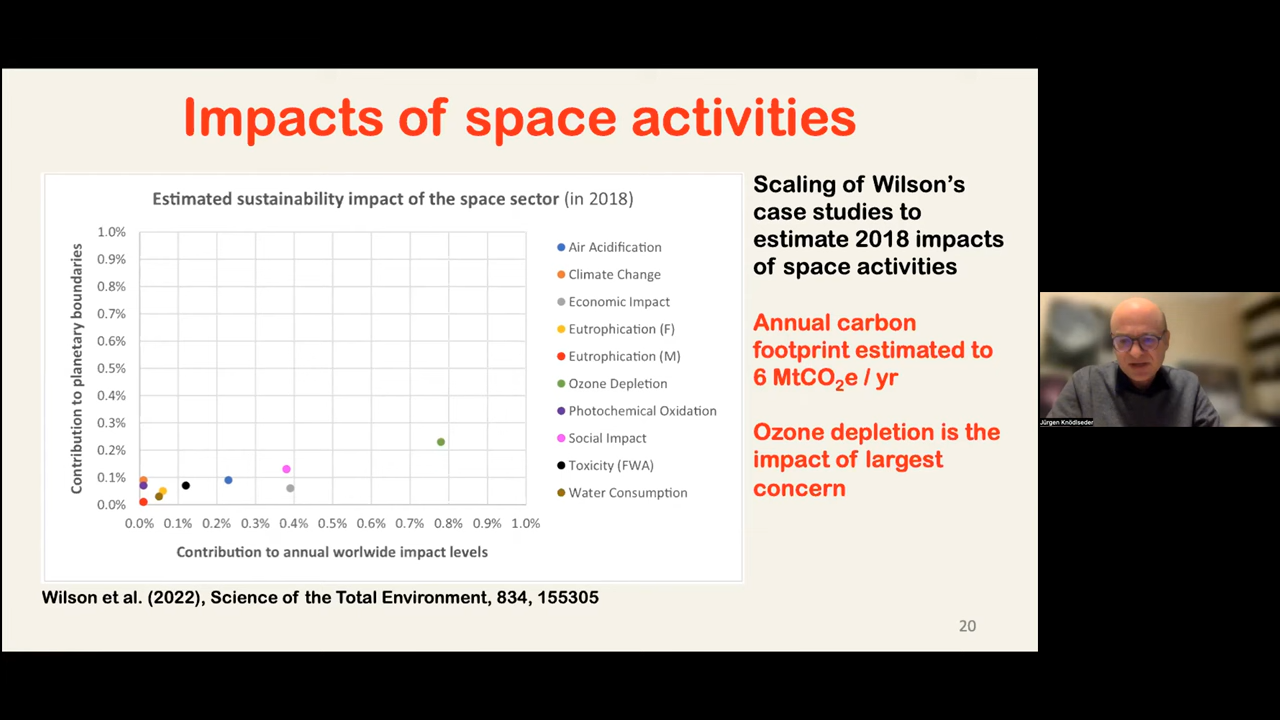 Impacts of space activities
Estimated sustainability impact of the space sector (in 2018)
Contribution to planetary boundaries
1.0%
0.9%
0.8%
0.7%
0.6%
0.5%
0.4%
0.3%
0.2%
0.1%
0.0%
0.0% 0.1% 0.2% 0.3% 0.4% 0.5% 0.6% 0.7% 0.8% 0.9% 1.0%
Contribution to annual worlwide impact levels
Air Acidification
Climate Change
Economic Impact
Eutrophication (F)
Eutrophication (M)
Ozone Depletion
Photochemical Oxidation
Social Impact
Toxicity (FWA)
Water Consumption
Scaling of Wilson's
case studies to
estimate 2018 impacts
of space activities
Annual carbon
footprint estimated to
6 MtCO₂e / yr
Ozone depletion is the
impact of largest
concern
Wilson et al. (2022), Science of the Total Environment, 834, 155305
20
Jürgen Knödlseder